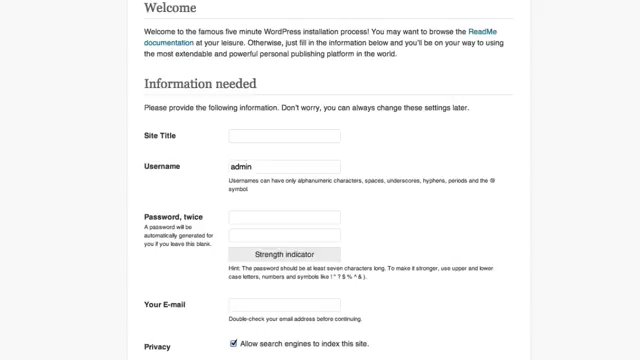 Welcome
Welcome to the famous five minute WordPress installation process! You may want to browse the ReadMe
documentation at your leisure. Otherwise, just fill in the information below and you'll be on your way to using
the most extendable and powerful personal publishing platform in the world.
Information needed
Please provide the following information. Don't worry, you can always change these settings later.
Site Title
Username
admin
Usernames can have only alphanumeric characters, spaces, underscores, hyphens, periods and the @
symbol
Password, twice
A password will be
automatically generated for
you if you leave this blank.
Strength indicator
Hint: The password should be at least seven characters long. To make it stronger, use upper and lower
case letters, numbers and symbols like ! " ? $ % ^ & ).
Your E-mail
Double-check your email address before continuing.
Privacy
Allow search engines to index this site.